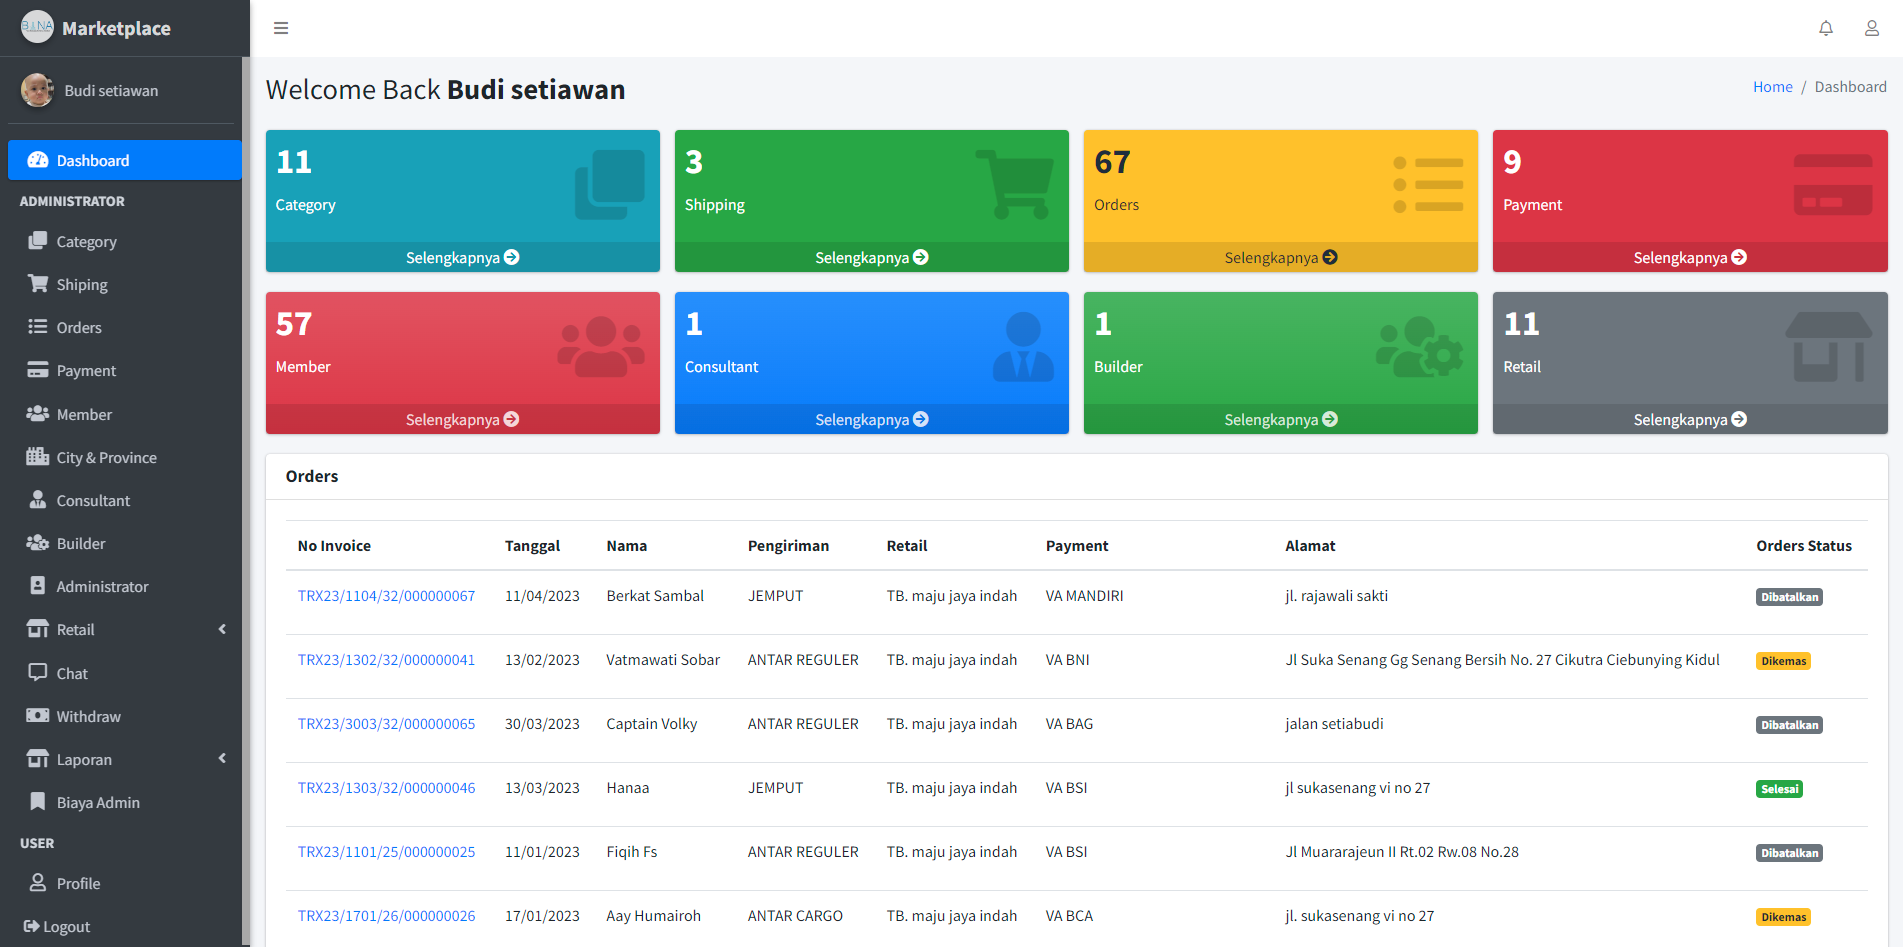 BANA
Marketplace
Budi setiawan
Dashboard
ADMINISTRATOR
Category
Shiping
Orders
Payment
Member
City & Province
Consultant
Builder
Administrator
Retail
Chat
Withdraw
Laporan
Biaya Admin
USER
Profile
Logout
Welcome Back Budi setiawan
Home / Dashboard
11
Category
Selengkapnya
3
Shipping
Selengkapnya
67
Orders
Selengkapnya
9
Payment
Selengkapnya
57
Member
Selengkapnya
1
Consultant
Selengkapnya
1
Builder
Selengkapnya
11
Retail
Selengkapnya
Orders
No Invoice Tanggal Nama Pengiriman Retail Payment Alamat Orders Status
TRX23/1104/32/000000067 11/04/2023 Berkat Sambal JEMPUT TB. maju jaya indah VA MANDIRI jl. rajawali sakti Dibatalkan
TRX23/1302/32/000000041 13/02/2023 Vatmawati Sobar ANTAR REGULER TB. maju jaya indah VA BNI Jl Suka Senang Gg Senang Bersih No. 27 Cikutra Ciebunying Kidul Dikemas
TRX23/3003/32/000000065 30/03/2023 Captain Volky ANTAR REGULER TB. maju jaya indah VA BAG jalan setiabudi Dibatalkan
TRX23/1303/32/000000046 13/03/2023 Hanaa JEMPUT TB. maju jaya indah VA BSI jl sukasenang vi no 27 Selesai
TRX23/1101/25/000000025 11/01/2023 Fiqih Fs ANTAR REGULER TB. maju jaya indah VA BSI Jl Muararajeun II Rt.02 Rw.08 No.28 Dibatalkan
TRX23/1701/26/000000026 17/01/2023 Aay Humairoh ANTAR CARGO TB. maju jaya indah VA BCA jl. sukasenang vi no 27 Dikemas